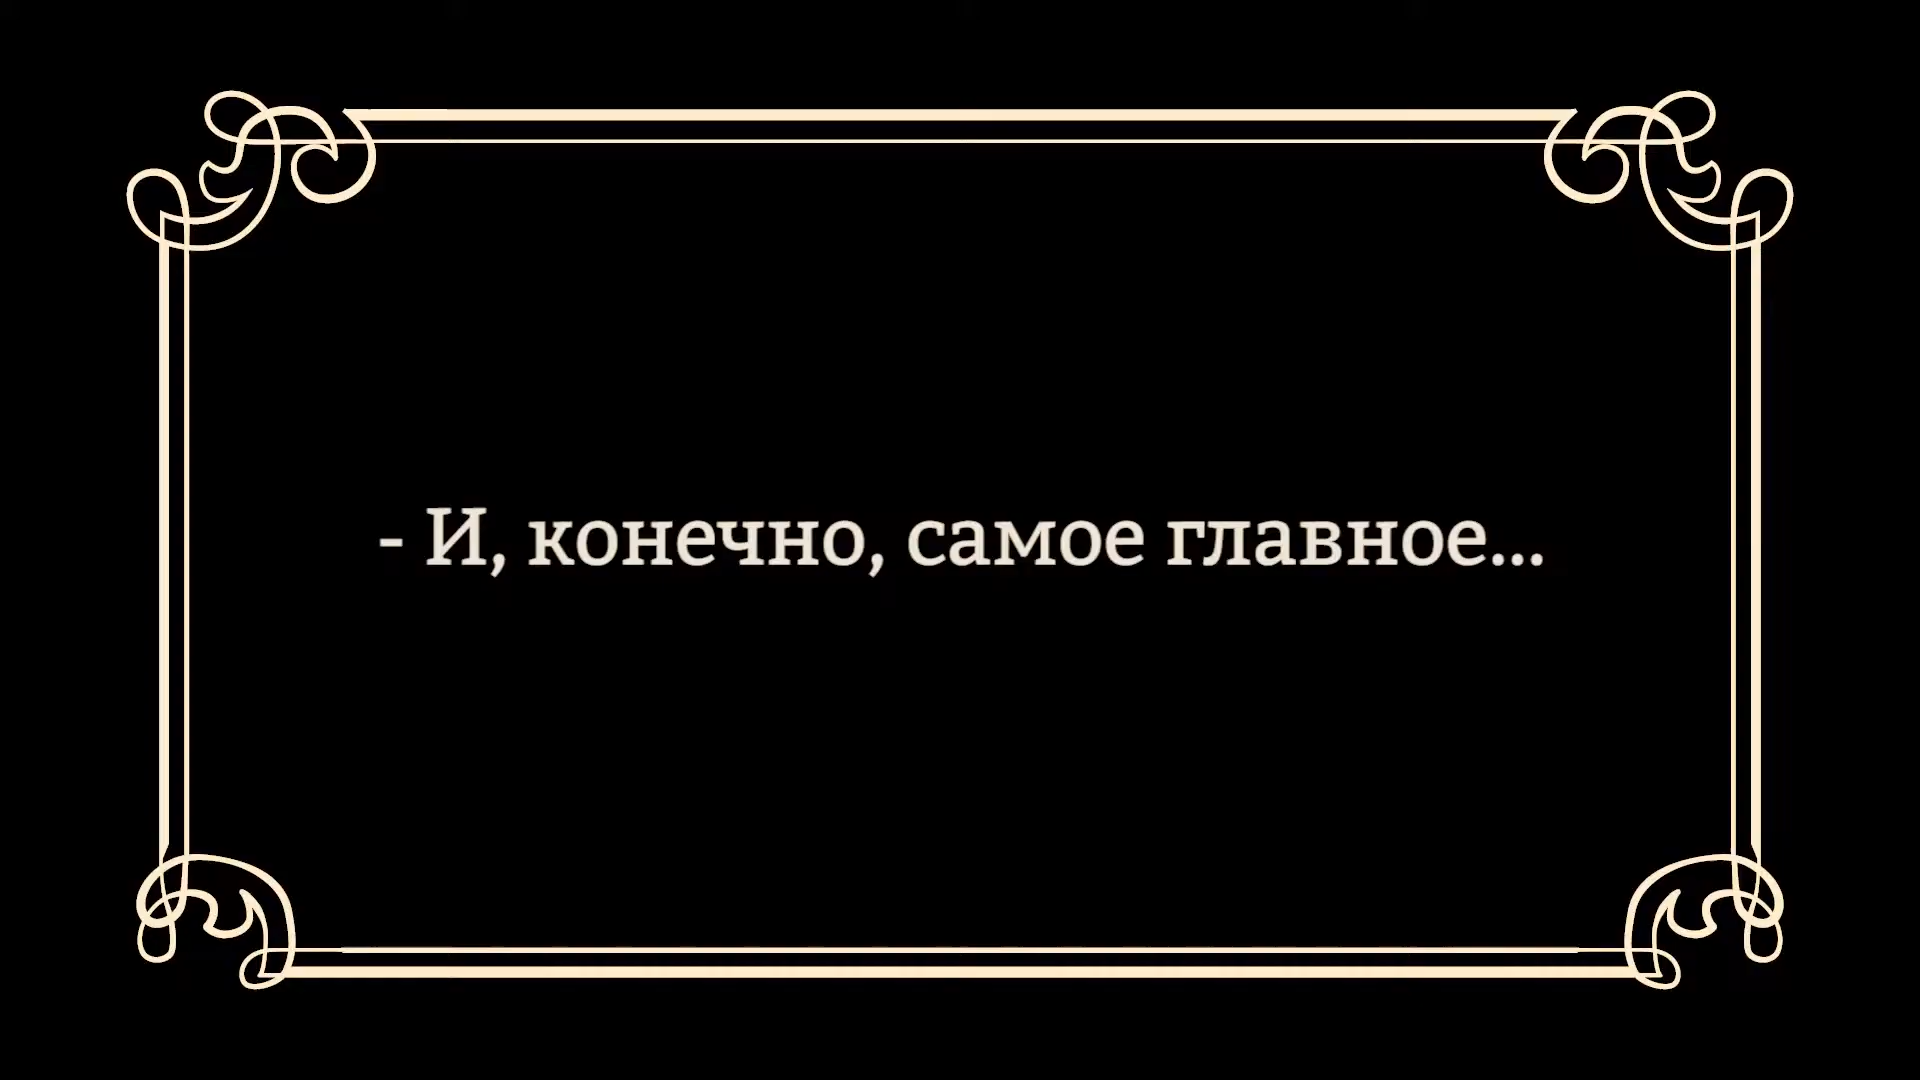 - И, конечно, самое главное...